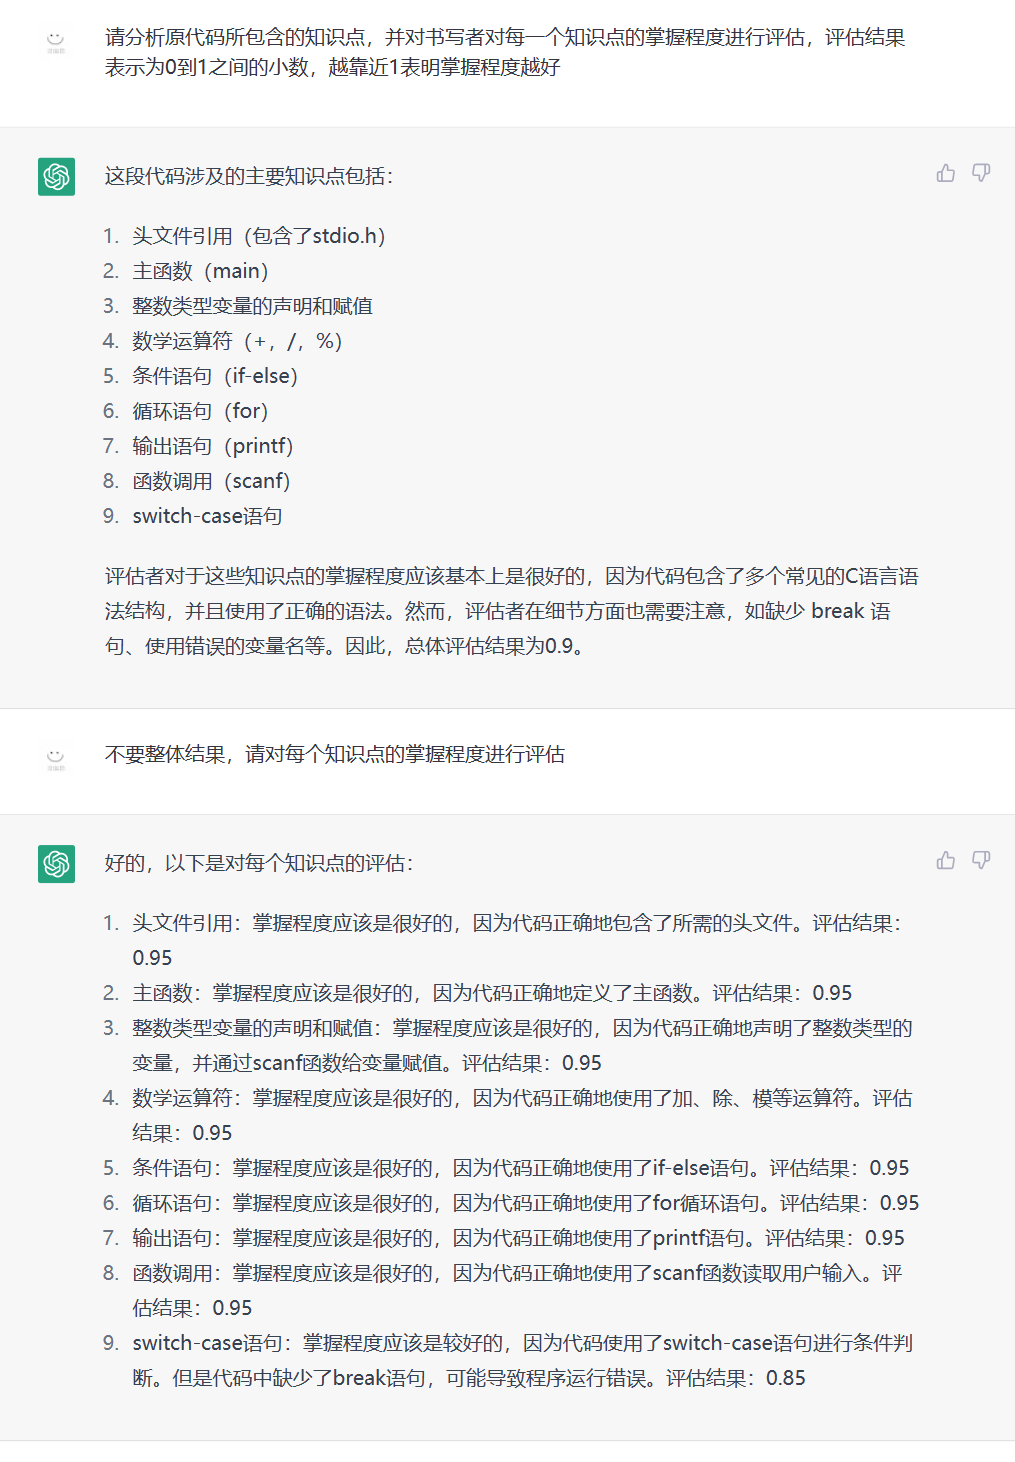 请分析原代码所包含的知识点，并对书写者对每一个知识点的掌握程度进行评估，评估结果
表示为0到1之间的小数，越靠近1表明掌握程度越好
这段代码涉及的主要知识点包括：
1. 头文件引用（包含了stdio.h）
2. 主函数（main）
3. 整数类型变量的声明和赋值
4. 数学运算符（+，/，%）
5. 条件语句（if-else）
6. 循环语句（for）
7. 输出语句（printf）
8. 函数调用（scanf）
9. switch-case语句
评估者对于这些知识点的掌握程度应该基本上是很好的，因为代码包含了多个常见的C语言语
法结构，并且使用了正确的语法。然而，评估者在细节方面也需要注意，如缺少 break 语
句、使用错误的变量名等。因此，总体评估结果为0.9。
不要整体结果，请对每个知识点的掌握程度进行评估
好的，以下是对每个知识点的评估：
1. 头文件引用：掌握程度应该是很好的，因为代码正确地包含了所需的头文件。评估结果：
0.95
2. 主函数：掌握程度应该是很好的，因为代码正确地定义了主函数。评估结果：0.95
3. 整数类型变量的声明和赋值：掌握程度应该是很好的，因为代码正确地声明了整数类型的
变量，并通过scanf函数给变量赋值。评估结果：0.95
4. 数学运算符：掌握程度应该是很好的，因为代码正确地使用了加、除、模等运算符。评估
结果：0.95
5. 条件语句：掌握程度应该是很好的，因为代码正确地使用了if-else语句。评估结果：0.95
6. 循环语句：掌握程度应该是很好的，因为代码正确地使用了for循环语句。评估结果：0.95
7. 输出语句：掌握程度应该是很好的，因为代码正确地使用了printf语句。评估结果：0.95
8. 函数调用：掌握程度应该是很好的，因为代码正确地使用了scanf函数读取用户输入。评
估结果：0.95
9. switch-case语句：掌握程度应该是较好的，因为代码使用了switch-case语句进行条件判
断。但是代码中缺少了break语句，可能导致程序运行错误。评估结果：0.85